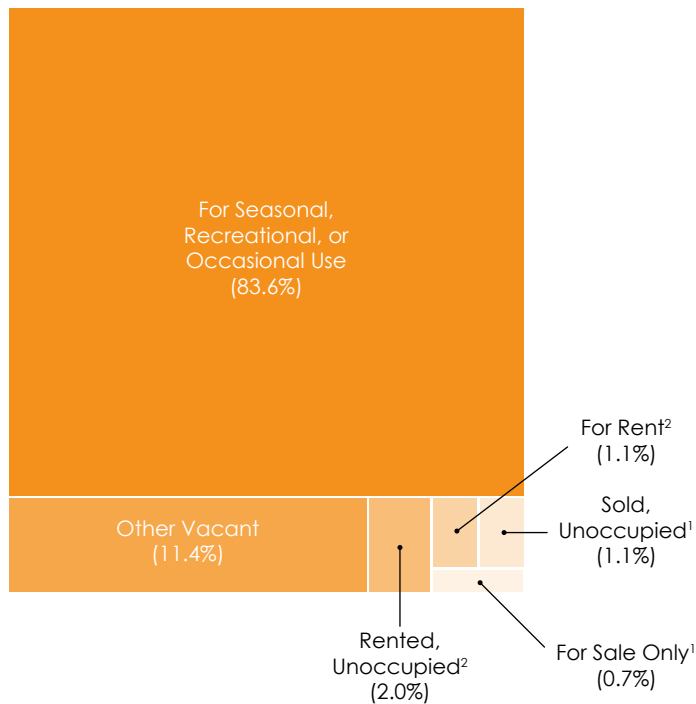 For Seasonal,
Recreational, or
Occasional Use
(83.6%)
For Rent²
(1.1%)
Other Vacant
(11.4%)
Sold,
Unoccupied¹
(1.1%)
Rented,
Unoccupied²
(2.0%)
For Sale Only¹
(0.7%)